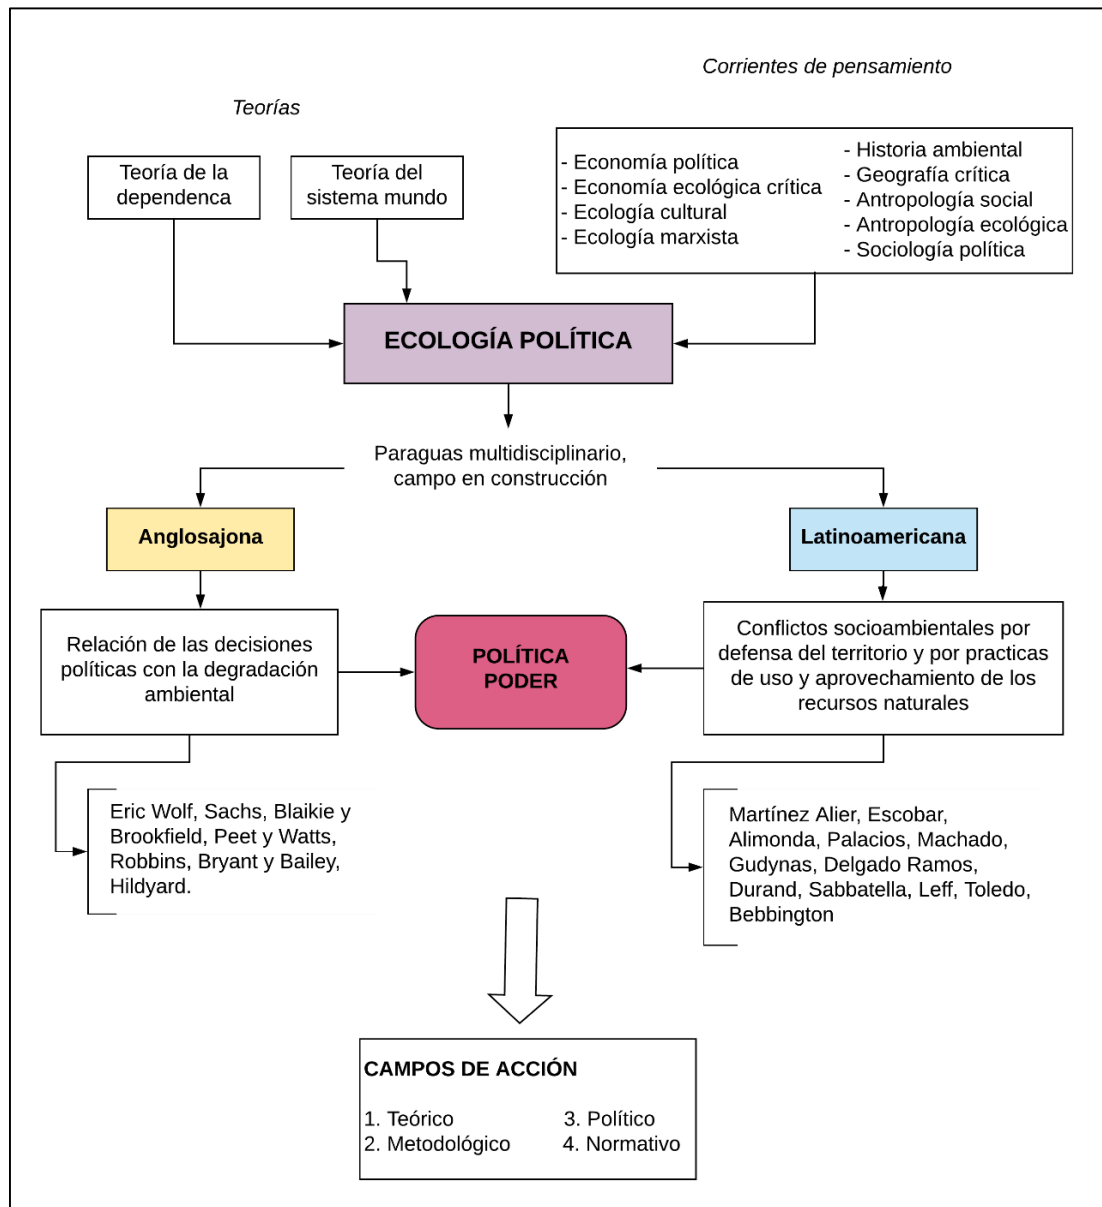 Corrientes de pensamiento
Teorías
Teoría de la
dependenca
Teoría del
sistema mundo
- Economía política
- Economía ecológica crítica
- Ecología cultural
- Ecología marxista
- Historia ambiental
- Geografía crítica
- Antropología social
- Antropología ecológica
- Sociología política
ECOLOGÍA POLÍTICA
Paraguas multidisciplinario,
campo en construcción
Anglosajona
Latinoamericana
Relación de las decisiones
políticas con la degradación
ambiental
POLÍTICA
PODER
Conflictos socioambientales por
defensa del territorio y por practicas
de uso y aprovechamiento de los
recursos naturales
Eric Wolf, Sachs, Blaikie y
Brookfield, Peet y Watts,
Robbins, Bryant y Bailey,
Hildyard.
Martínez Alier, Escobar,
Alimonda, Palacios, Machado,
Gudynas, Delgado Ramos,
Durand, Sabbatella, Leff, Toledo,
Bebbington
CAMPOS DE ACCIÓN
1. Teórico
2. Metodológico
3. Político
4. Normativo